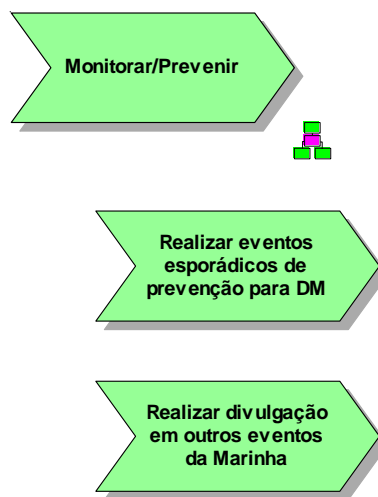 Monitorar/Prevenir
Realizar eventos
esporádicos de
prevenção para DM
Realizar divulgação
em outros eventos
da Marinha